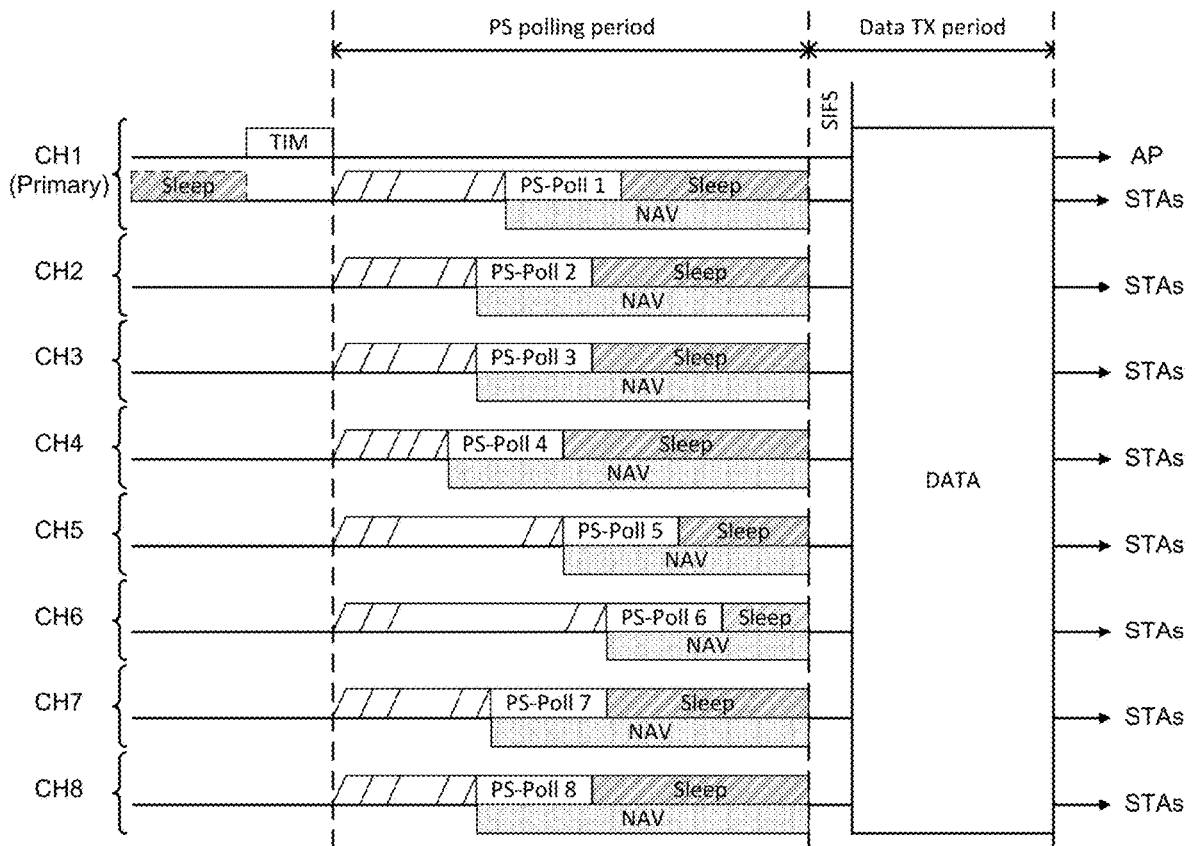 PS polling period
Data TX period
SIFS
CH1
(Primary)
TIM
AP
Sleep
PS-Poll 1
Sleep
STAs
NAV
CH2
PS-Poll 2
Sleep
STAs
NAV
CH3
PS-Poll 3
Sleep
STAs
NAV
CH4
PS-Poll 4
Sleep
STAs
NAV
DATA
CH5
PS-Poll 5
Sleep
STAs
NAV
CH6
PS-Poll 6
Sleep
STAs
NAV
CH7
PS-Poll 7
Sleep
STAs
NAV
CH8
PS-Poll 8
Sleep
STAs
NAV